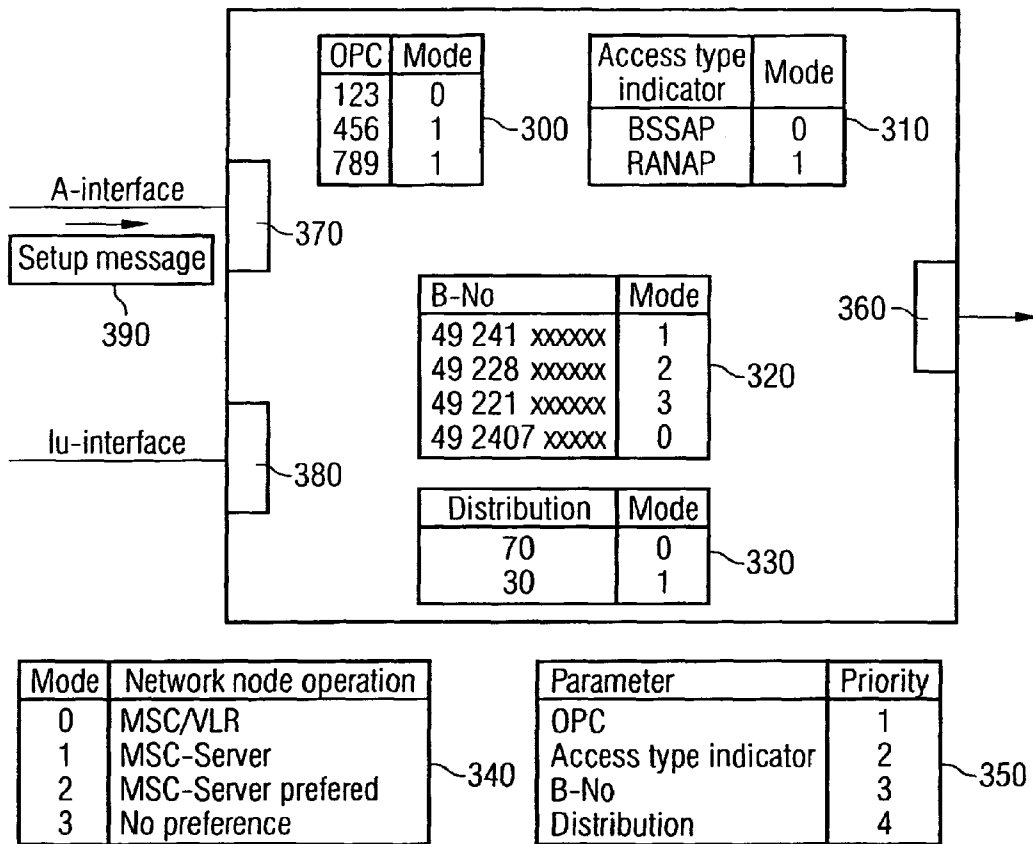 OPC Mode
123 0
456 1
789 1
300
Access type indicator Mode
BSSAP 0
RANAP 1
310
A-interface
Setup message
390
370
B-No Mode
49 241 xxxxxx 1
49 228 xxxxxx 2
49 221 xxxxxx 3
49 2407 xxxxx 0
320
360
Iu-interface
380
Distribution Mode
70 0
30 1
330
Mode Network node operation
0 MSC/VLR
1 MSC-Server
2 MSC-Server prefered
3 No preference
340
Parameter Priority
OPC 1
Access type indicator 2
B-No 3
Distribution 4
350